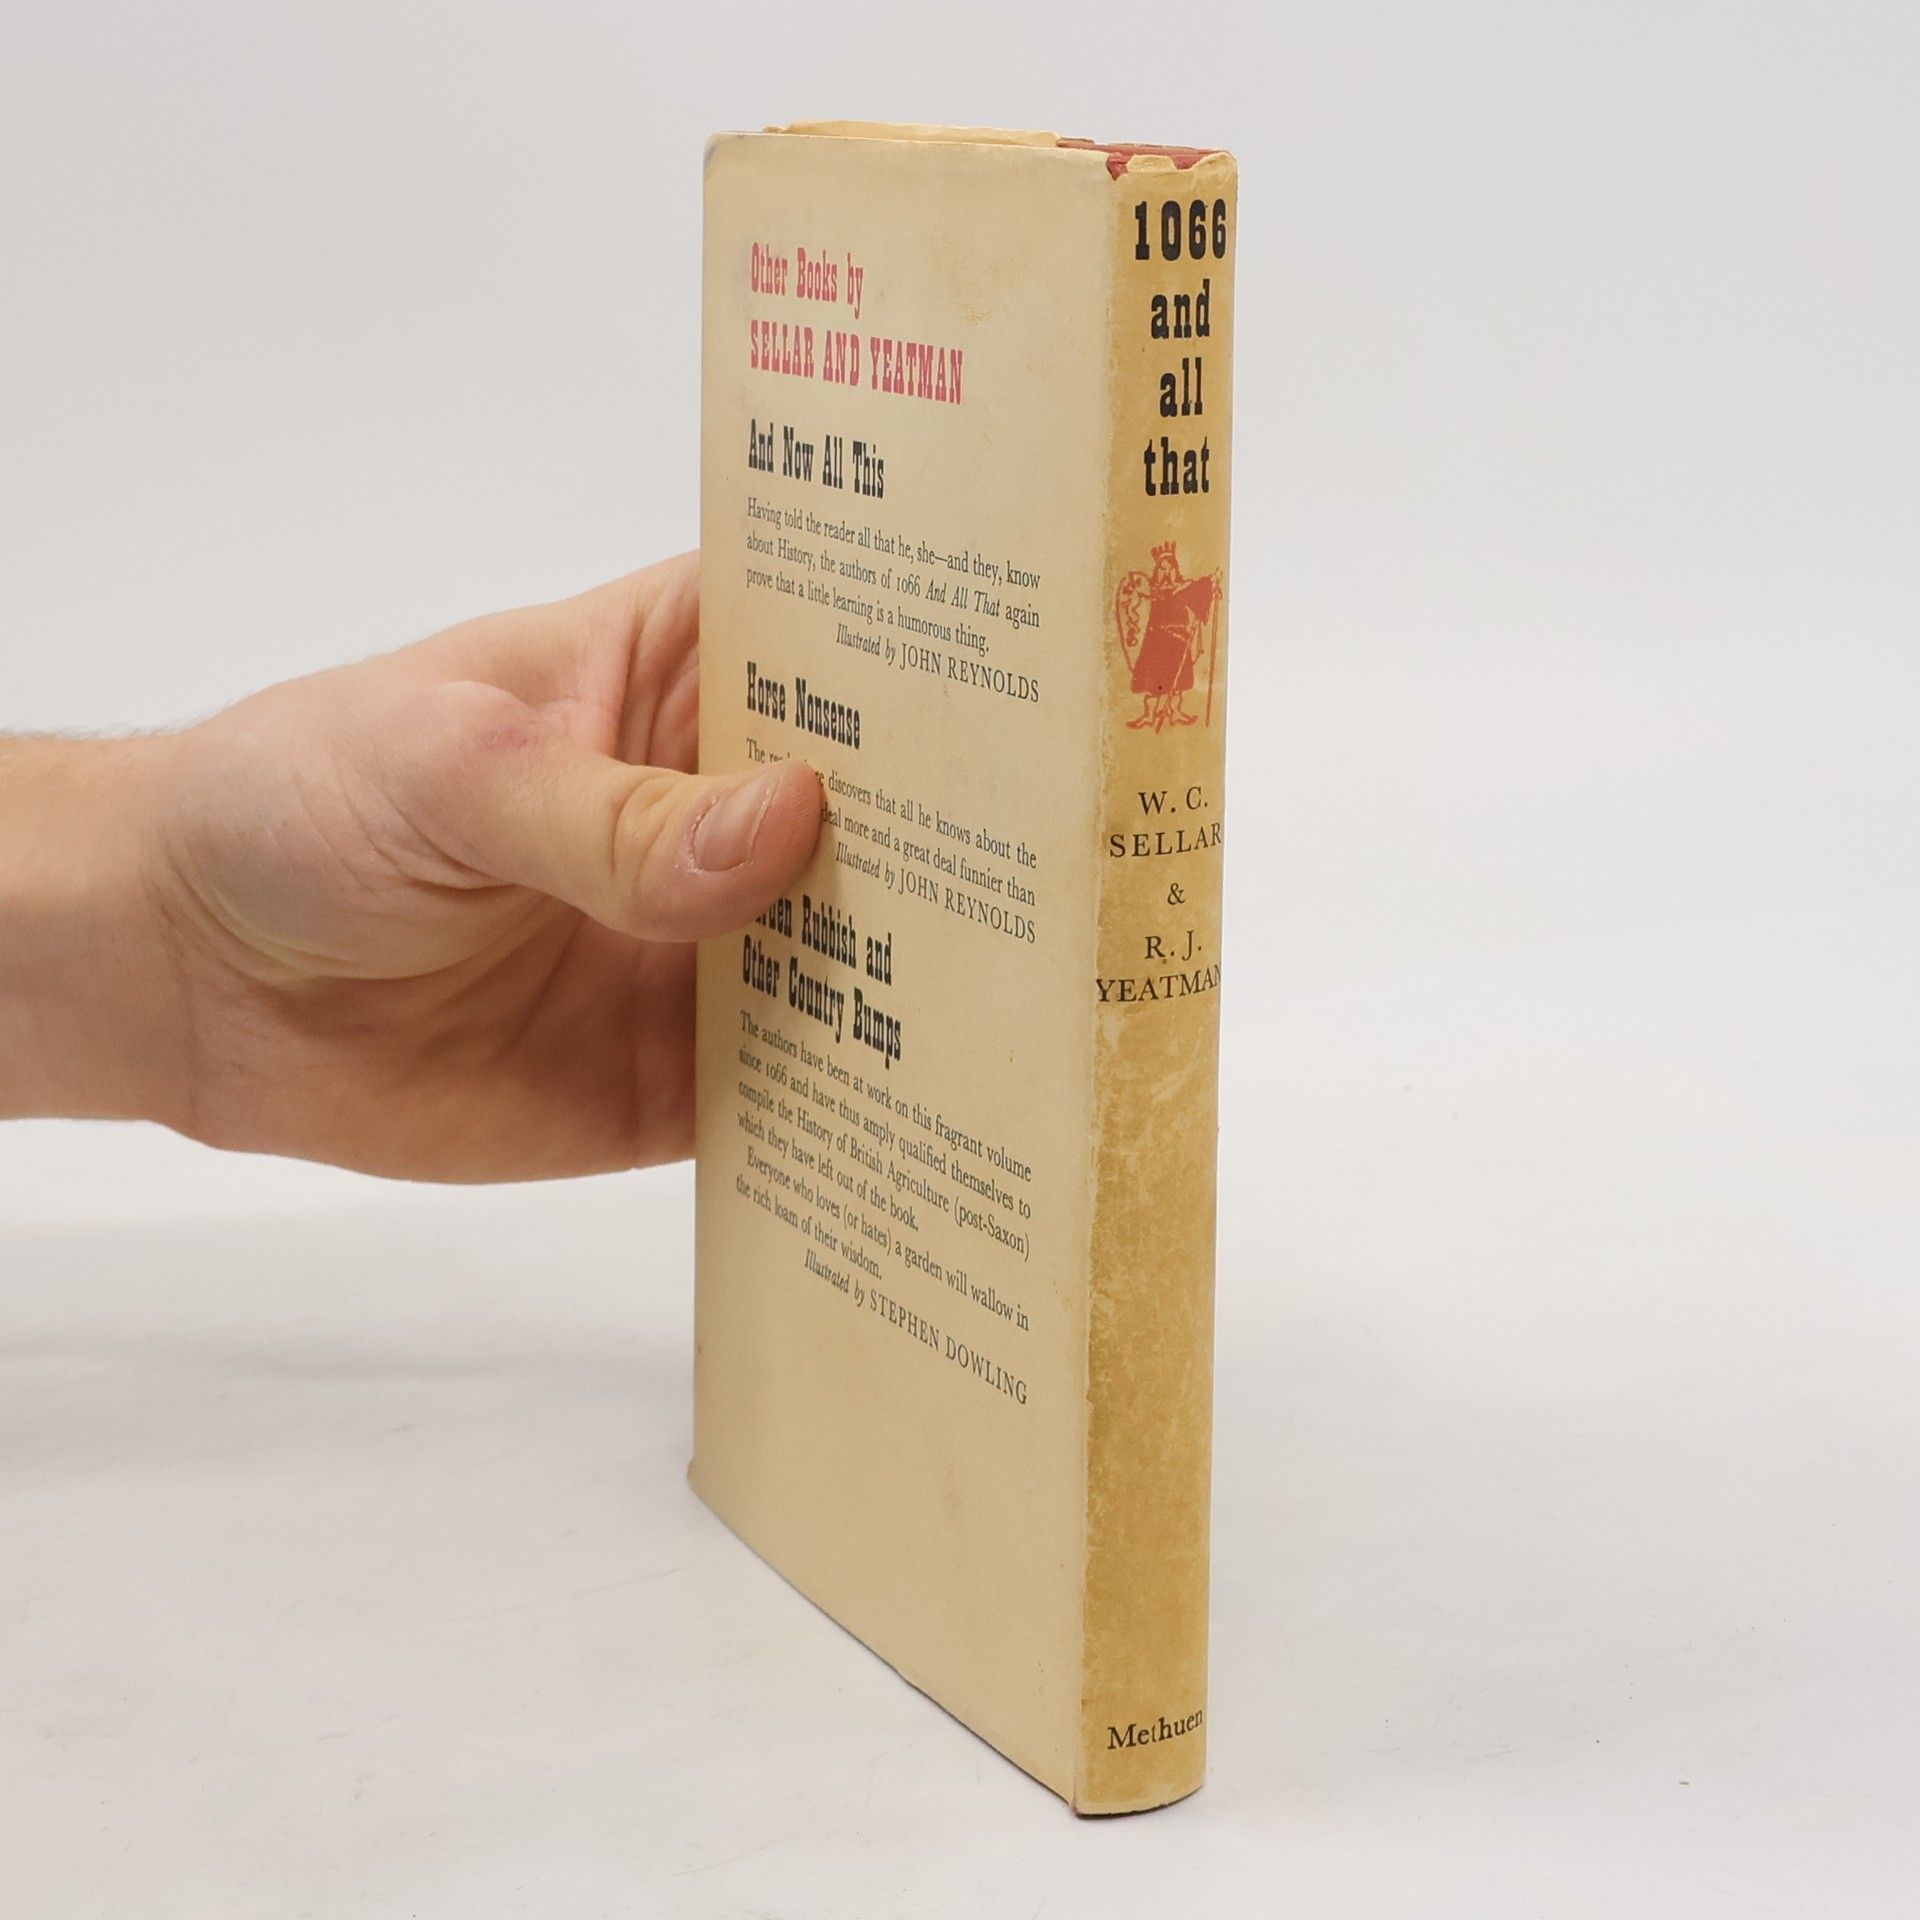 Other Books by
SELLAR AND YEATMAN
And Now All This
Having told the reader all that he, she—and they, know
about History, the authors of 1066 And All That again
prove that a little learning is a humorous thing.
Illustrated by JOHN REYNOLDS
Horse Nonsense
The discovers that all he knows about the
deal more and a great deal funnier than
Illustrated by JOHN REYNOLDS
Rubbish and
Other Country Bumps
The authors have been at work on this fragrant volume
since 1066 and have thus amply qualified themselves to
compile the History of British Agriculture (post-Saxon)
which they have left out of the book.
Everyone who loves (or hates) a garden will wallow in
the rich loam of their wisdom.
Illustrated by STEPHEN DOWLING
1066
and
all
that
W. C.
SELLAR
&
R. J.
YEATMAN
Methuen